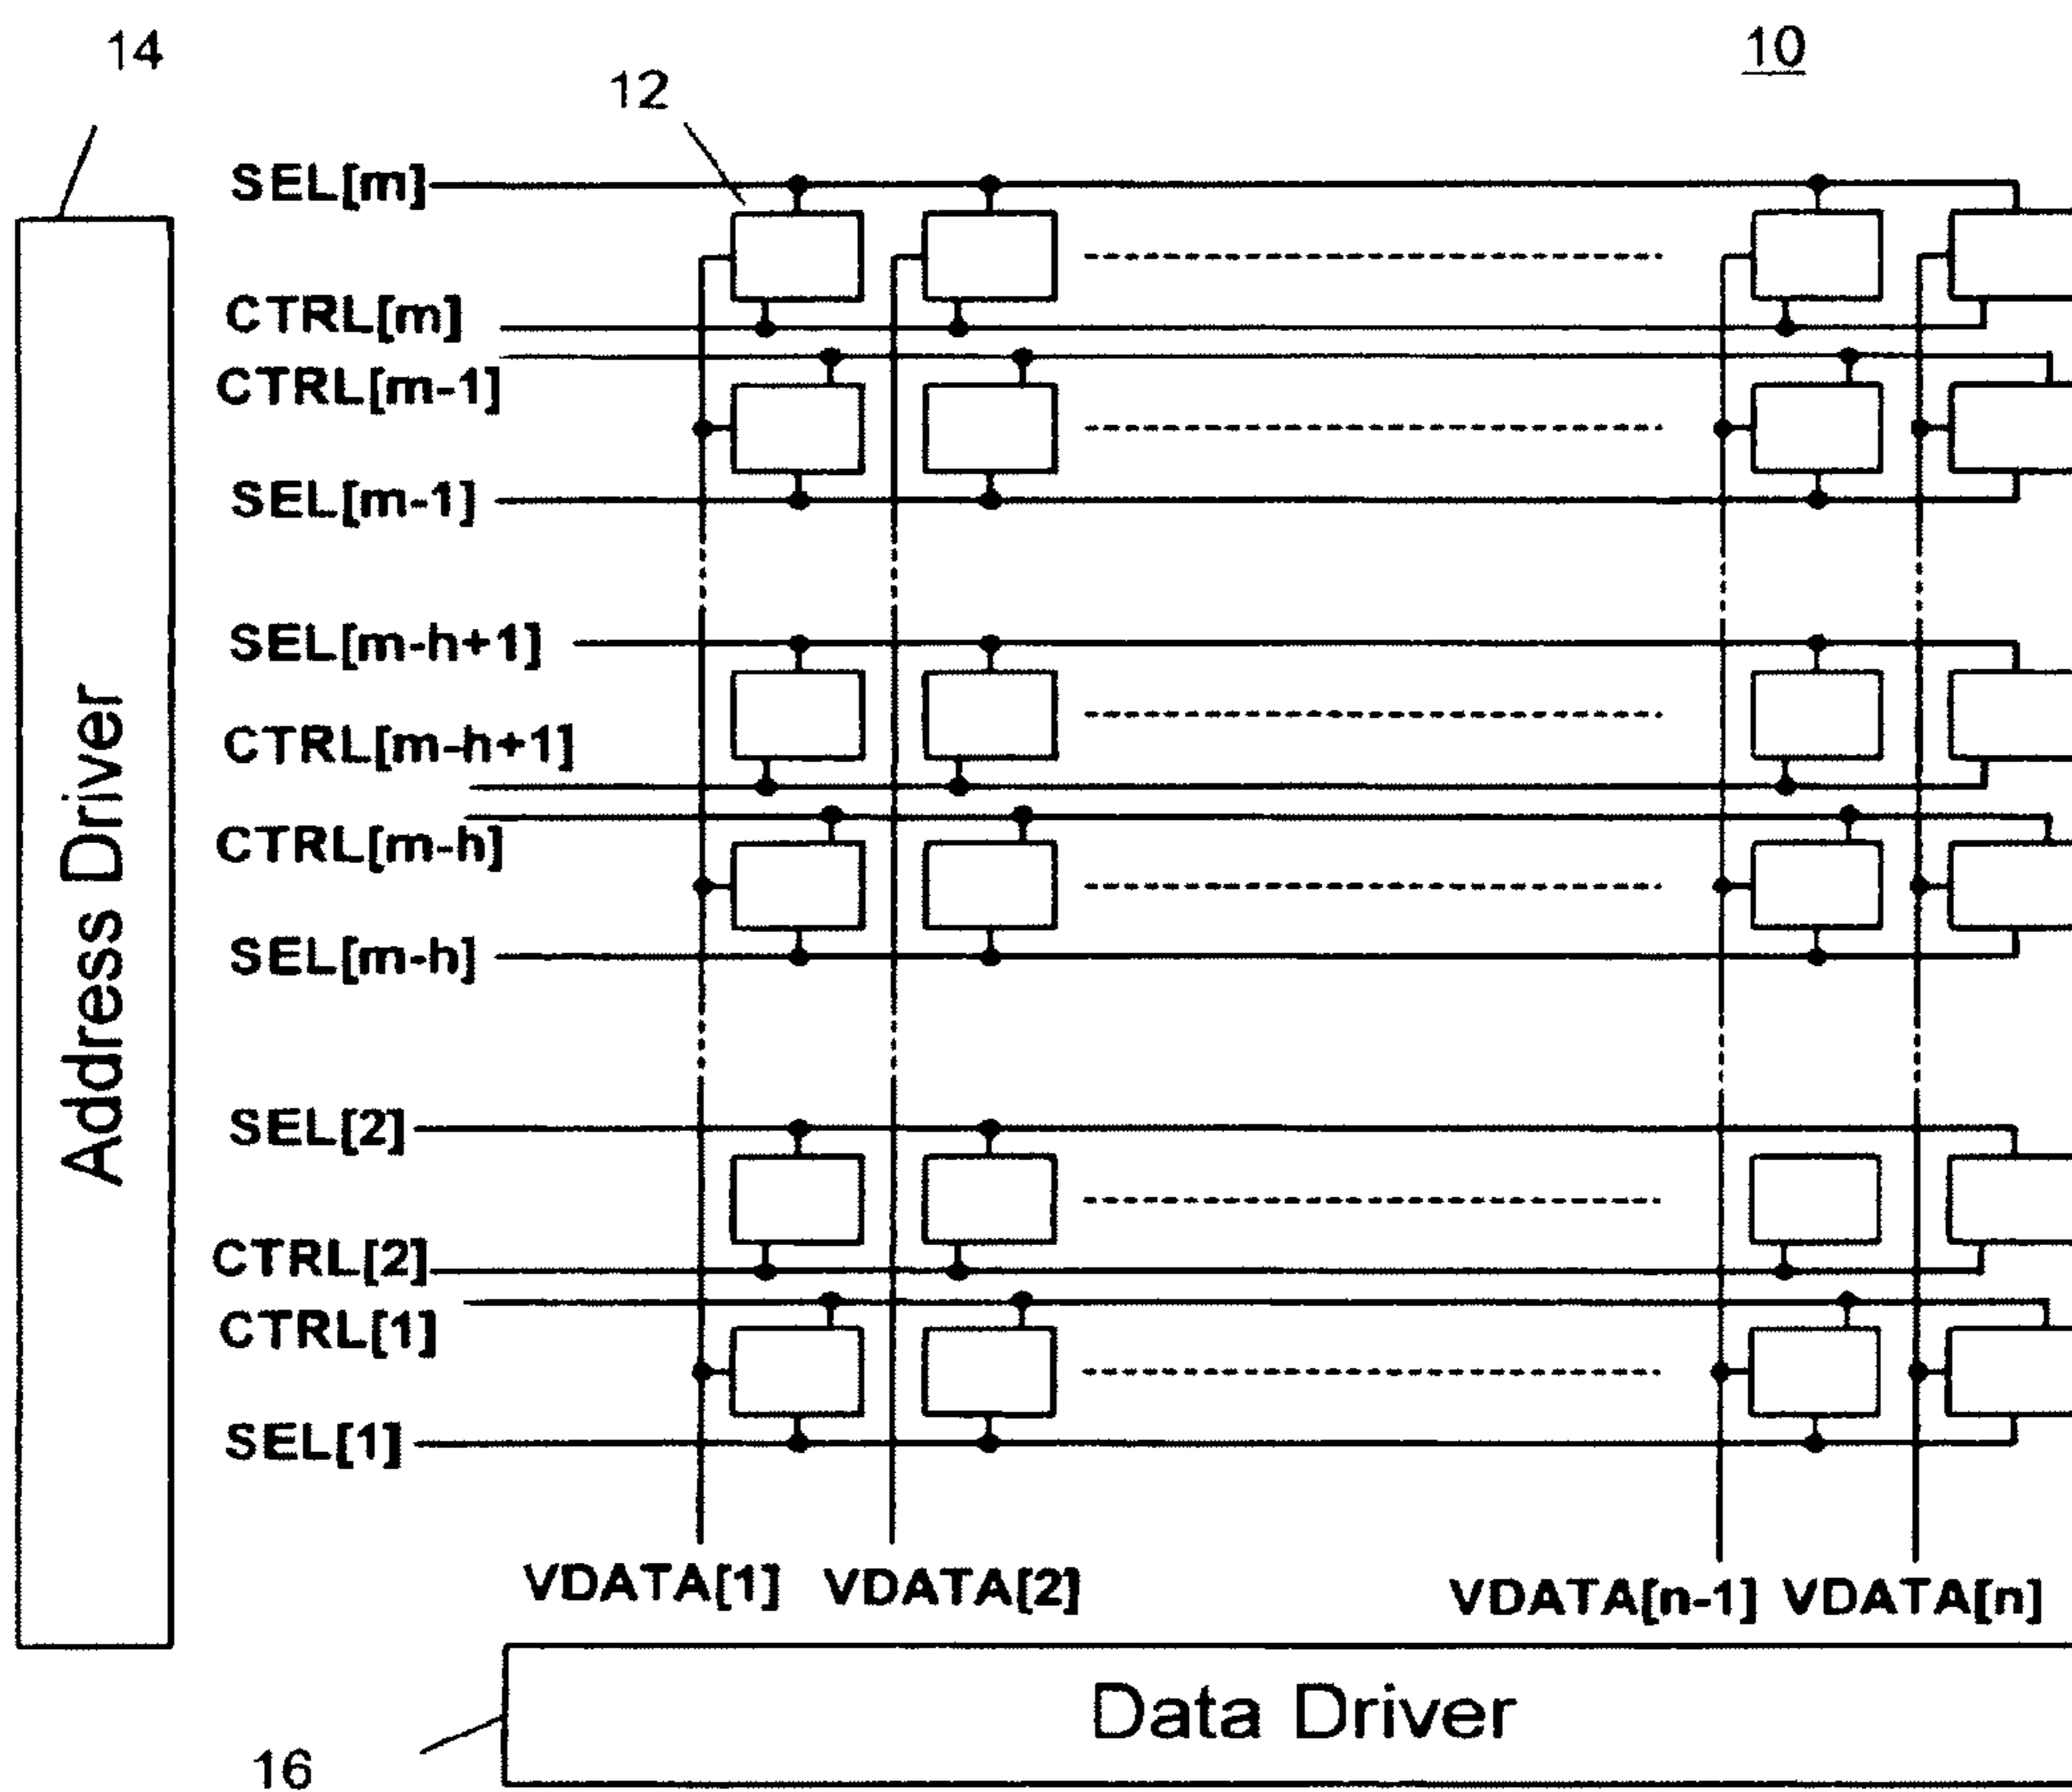 14
10
12
SEL[m]
CTRL[m]
CTRL[m-1]
SEL[m-1]
SEL[m-h+1]
CTRL[m-h+1]
CTRL[m-h]
SEL[m-h]
Address Driver
SEL[2]
CTRL[2]
CTRL[1]
SEL[1]
VDATA[1] VDATA[2] VDATA[n-1] VDATA[n]
Data Driver
16